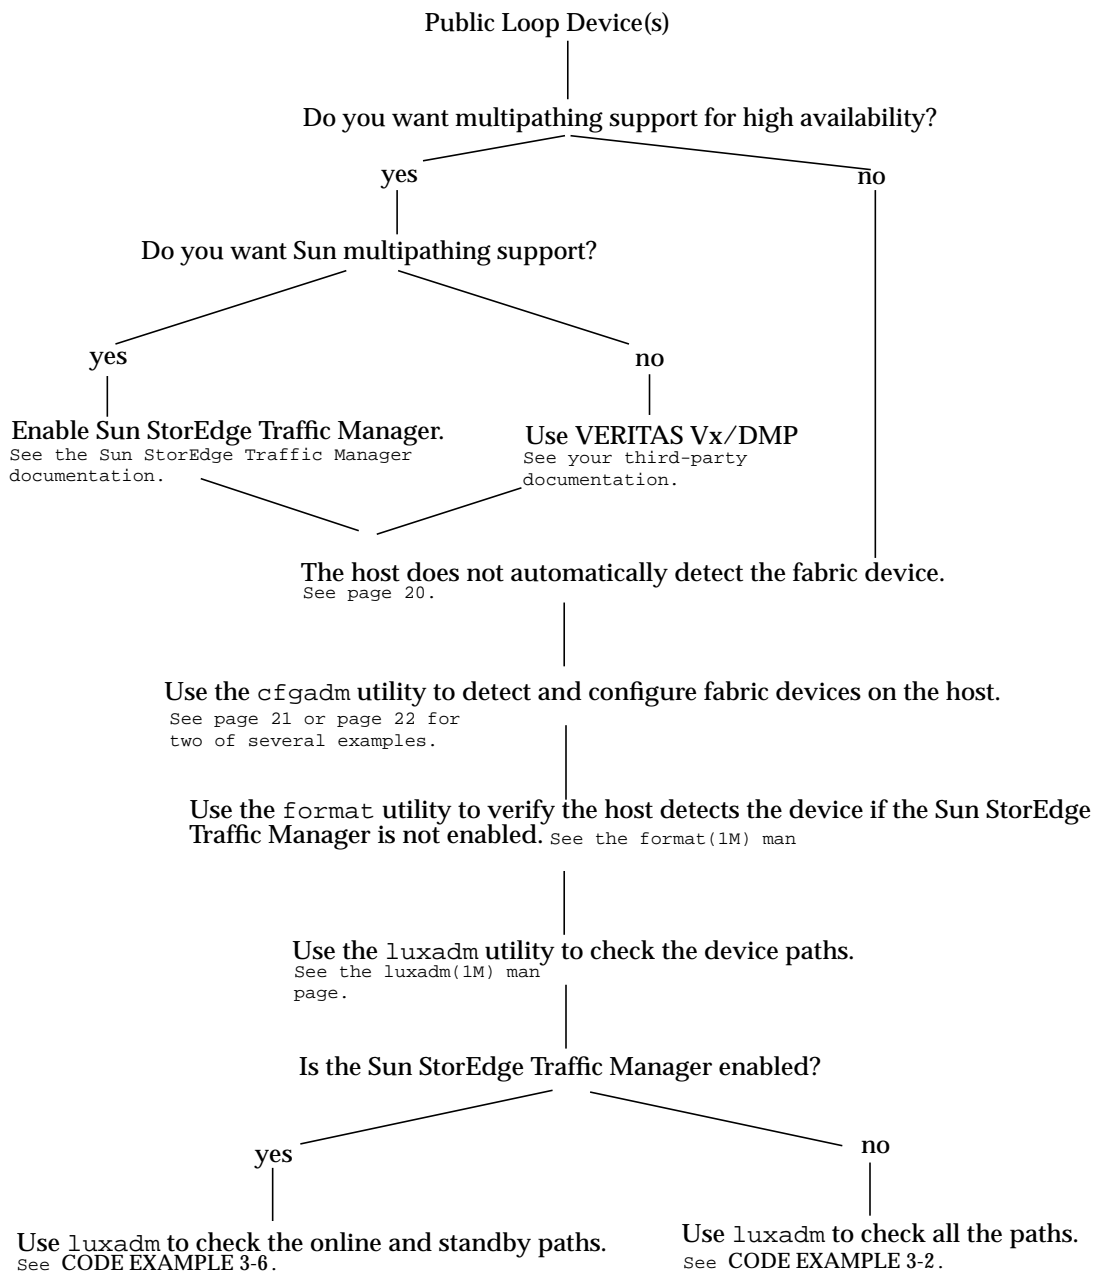 Public Loop Device(s)
Do you want multipathing support for high availability?
yes
no
Do you want Sun multipathing support?
yes
no
Enable Sun StorEdge Traffic Manager.
See the Sun StorEdge Traffic Manager
documentation.
Use VERITAS Vx/DMP
See your third-party
documentation.
The host does not automatically detect the fabric device.
See page 20.
Use the cfgadm utility to detect and configure fabric devices on the host.
See page 21 or page 22 for
two of several examples.
Use the format utility to verify the host detects the device if the Sun StorEdge
Traffic Manager is not enabled. See the format(1M) man
Use the luxadm utility to check the device paths.
See the luxadm(1M) man
page.
Is the Sun StorEdge Traffic Manager enabled?
yes
no
Use luxadm to check the online and standby paths.
See CODE EXAMPLE 3-6.
Use luxadm to check all the paths.
See CODE EXAMPLE 3-2.